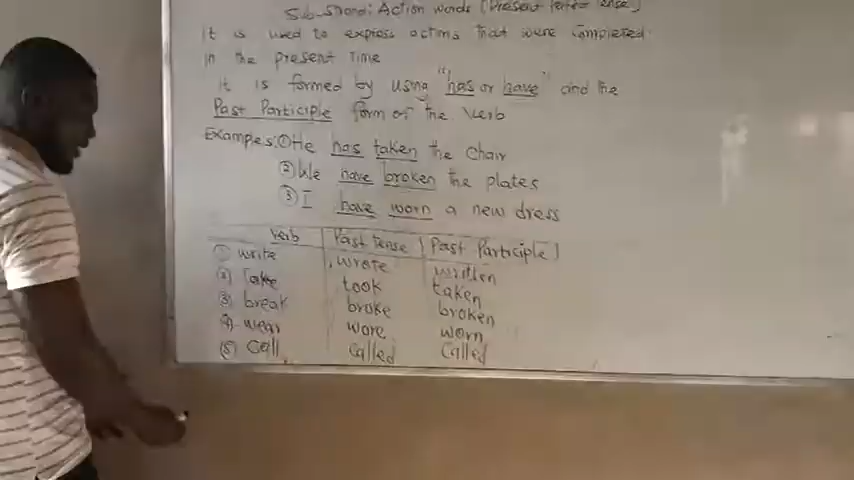 Sub-Strand: Action words (Present Perfect Tense)
It is used to express actions that were completed
in the present time
It is formed by using "has or have" and the
Past Participle form of the verb
Exampes: ① He has taken the chair
② We have broken the plates
③ I have worn a new dress
Verb | Past Tense | Past Participle
① write | wrote | written
② Take | took | taken
③ break | broke | broken
④ wear | wore | worn
⑤ Call | Called | Called